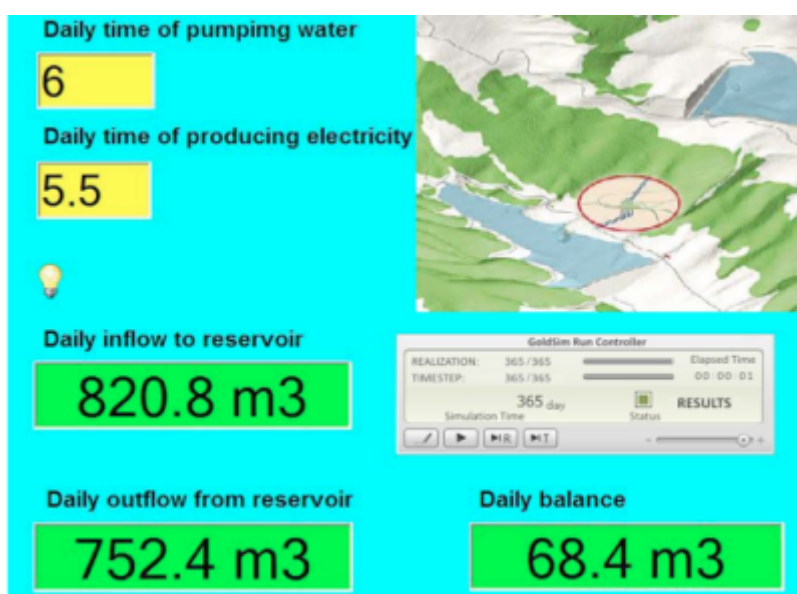 Daily time of pumpimg water
6
Daily time of producing electricity
5.5
Daily inflow to reservoir
820.8 m3
GoldSim Run Controller
REALIZATION: 365/365 Elapsed Time
TIMESTEP: 365/365 00:00:01
365 day RESULTS
Simulation Time Status
R T
- +
Daily outflow from reservoir Daily balance
752.4 m3 68.4 m3